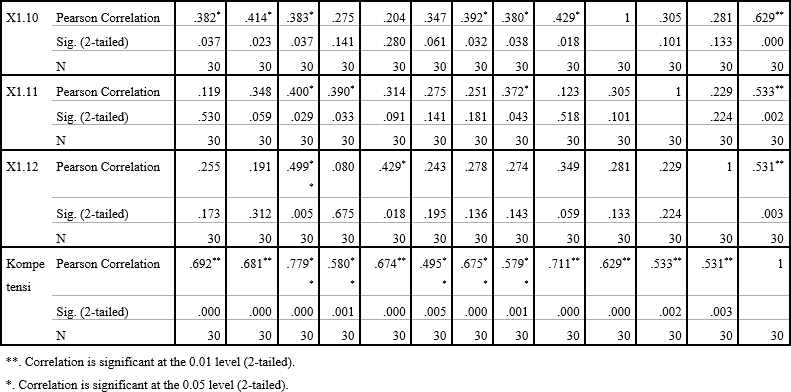 X1.10 Pearson Correlation .382* .414* .383* .275 .204 .347 .392* .380* .429* 1 .305 .281 .629**
Sig. (2-tailed) .037 .023 .037 .141 .280 .061 .032 .038 .018 .101 .133 .000
N 30 30 30 30 30 30 30 30 30 30 30 30 30
X1.11 Pearson Correlation .119 .348 .400* .390* .314 .275 .251 .372* .123 .305 1 .229 .533**
Sig. (2-tailed) .530 .059 .029 .033 .091 .141 .181 .043 .518 .101 .224 .002
N 30 30 30 30 30 30 30 30 30 30 30 30 30
X1.12 Pearson Correlation .255 .191 .499* .080 .429* .243 .278 .274 .349 .281 .229 1 .531**
*
Sig. (2-tailed) .173 .312 .005 .675 .018 .195 .136 .143 .059 .133 .224 .003
N 30 30 30 30 30 30 30 30 30 30 30 30 30
Kompe Pearson Correlation .692** .681** .779* .580* .674** .495* .675* .579* .711** .629** .533** .531** 1
tensi * * * * *
Sig. (2-tailed) .000 .000 .000 .001 .000 .005 .000 .001 .000 .000 .002 .003
N 30 30 30 30 30 30 30 30 30 30 30 30 30
**. Correlation is significant at the 0.01 level (2-tailed).
*. Correlation is significant at the 0.05 level (2-tailed).